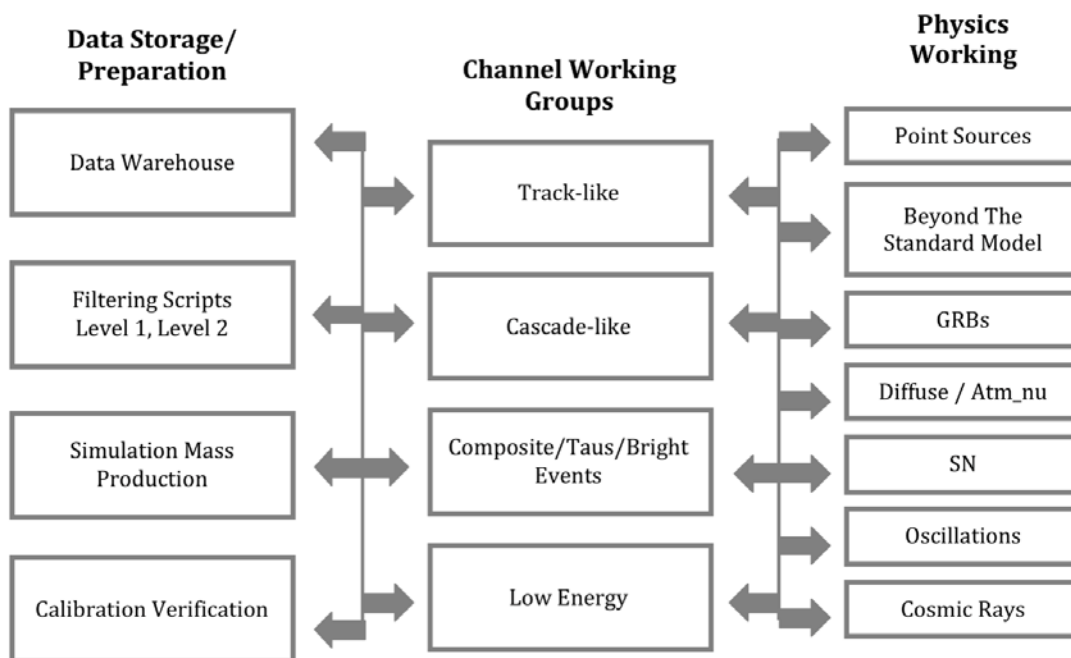 Data Storage/
Preparation
Data Warehouse
Filtering Scripts
Level 1, Level 2
Simulation Mass
Production
Calibration Verification
Channel Working
Groups
Track-like
Cascade-like
Composite/Taus/Bright
Events
Low Energy
Physics
Working
Point Sources
Beyond The
Standard Model
GRBs
Diffuse / Atm_nu
SN
Oscillations
Cosmic Rays